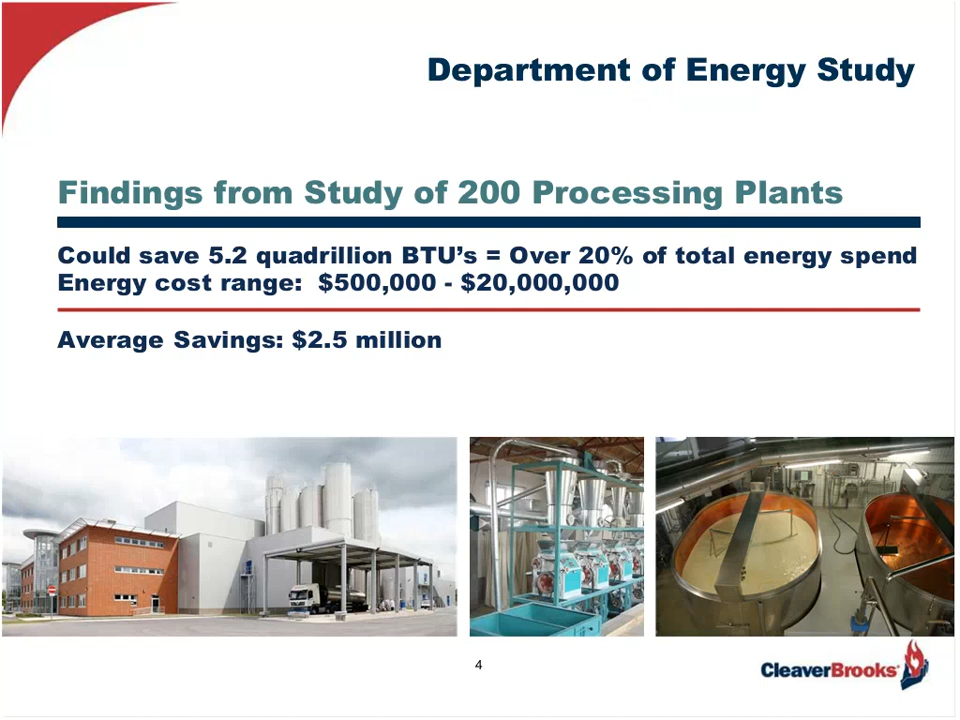 Department of Energy Study
Findings from Study of 200 Processing Plants
Could save 5.2 quadrillion BTU’s = Over 20% of total energy spend
Energy cost range:  $500,000 - $20,000,000
Average Savings: $2.5 million
4
CleaverBrooks®